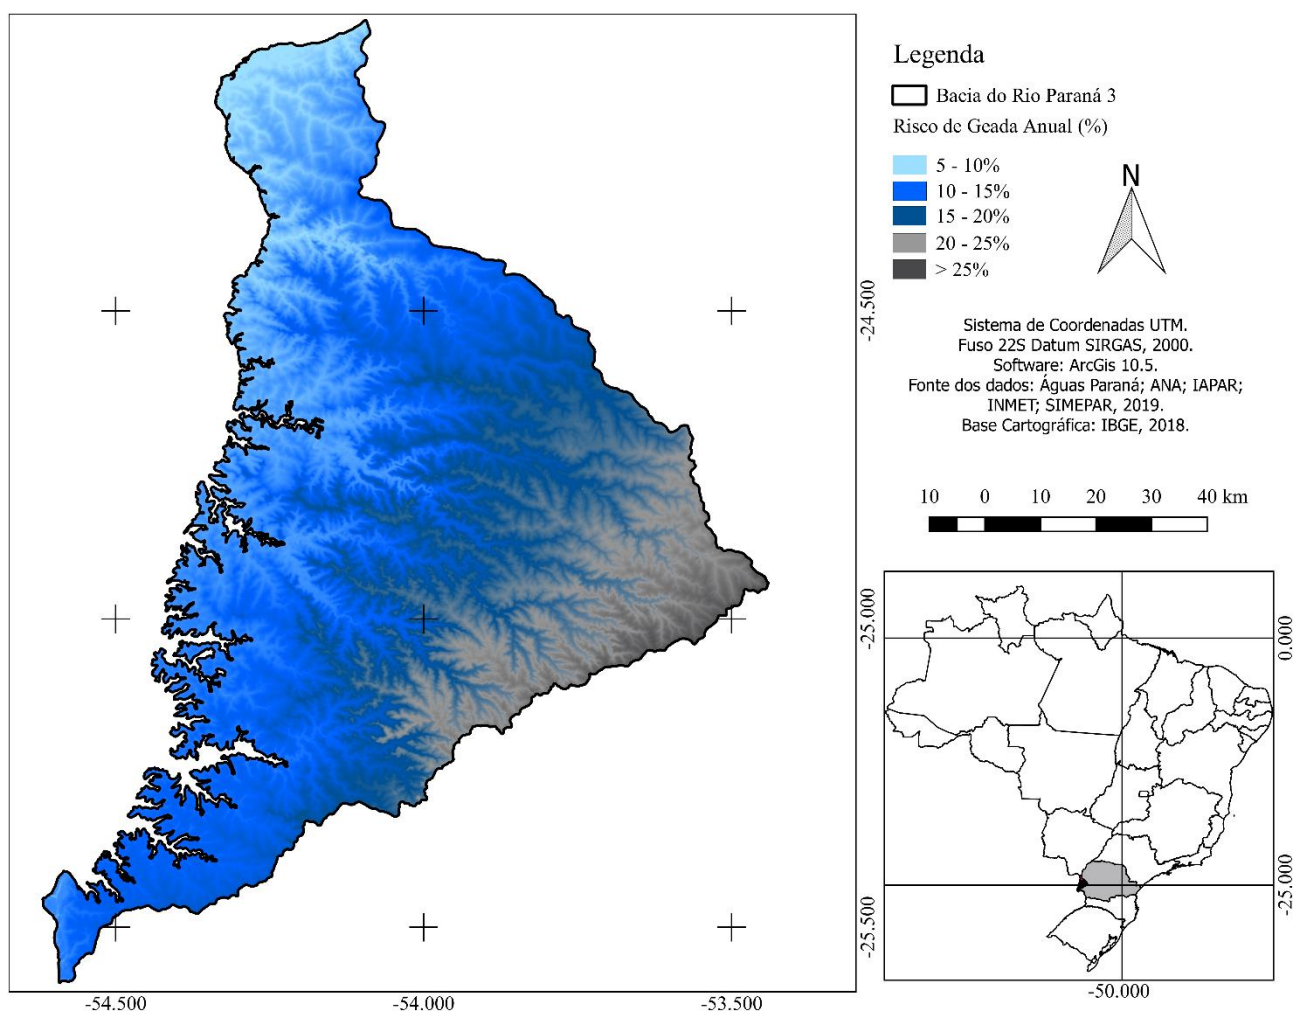 Legenda
Bacia do Rio Paraná 3
Risco de Geada Anual (%)
5 - 10%
10 - 15%
15 - 20%
20 - 25%
> 25%
N
Sistema de Coordenadas UTM.
Fuso 22S Datum SIRGAS, 2000.
Software: ArcGis 10.5.
Fonte dos dados: Águas Paraná; ANA; IAPAR;
INMET; SIMEPAR, 2019.
Base Cartográfica: IBGE, 2018.
10 0 10 20 30 40 km
-24.500
-25.000
-25.500
-54.500 -54.000 -53.500
0.000
-25.000
-50.000